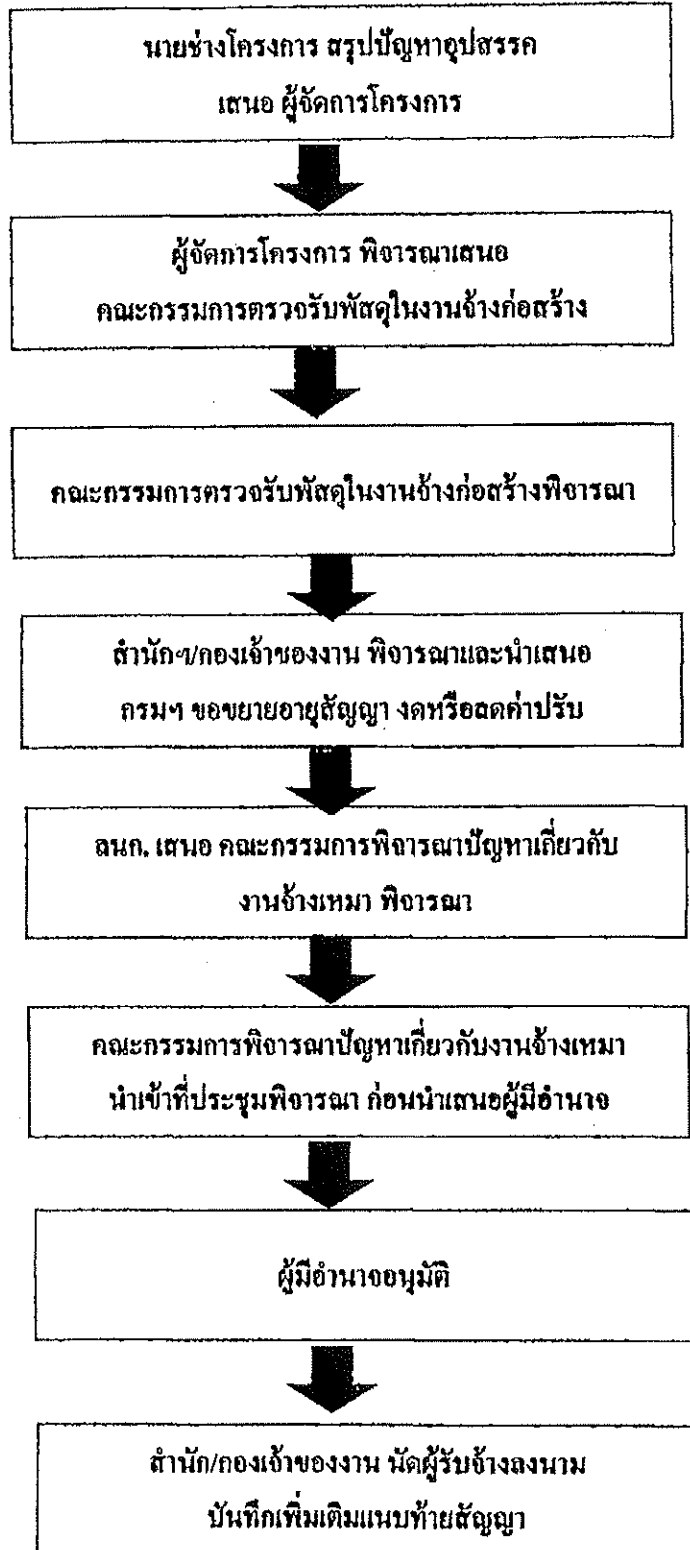 นายช่างโครงการ สรุปปัญหาอุปสรรค
เสนอ ผู้จัดการโครงการ
ผู้จัดการโครงการ พิจารณาเสนอ
คณะกรรมการตรวจรับพัสดุในงานจ้างก่อสร้าง
คณะกรรมการตรวจรับพัสดุในงานจ้างก่อสร้างพิจารณา
สำนักฯ/กองเจ้าของงาน พิจารณาและนำเสนอ
กรมฯ ขอขยายอายุสัญญา งดหรือลดค่าปรับ
ลนก. เสนอ คณะกรรมการพิจารณาปัญหาเกี่ยวกับ
งานจ้างเหมา พิจารณา
คณะกรรมการพิจารณาปัญหาเกี่ยวกับงานจ้างเหมา
นำเข้าที่ประชุมพิจารณา ก่อนนำเสนอผู้มีอำนาจ
ผู้มีอำนาจอนุมัติ
สำนัก/กองเจ้าของงาน นัดผู้รับจ้างลงนาม
บันทึกเพิ่มเติมแนบท้ายสัญญา